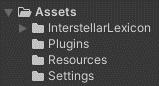 Assets
InterstellarLexicon
Plugins
Resources
Settings